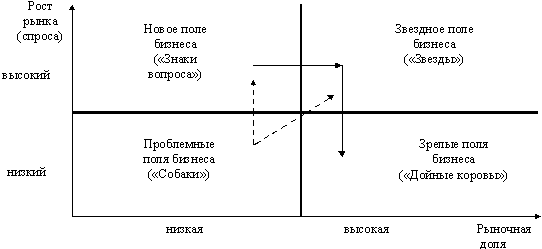 Рост
рынка
(спроса)
Новое поле
бизнеса
(«Знаки
вопроса»)
Звездное поле
бизнеса
(«Звезды»)
высокий
Проблемные
поля бизнеса
(«Собаки»)
Зрелые поля
бизнеса
(«Дойные коровы»)
низкий
низкая
высокая
Рыночная
доля